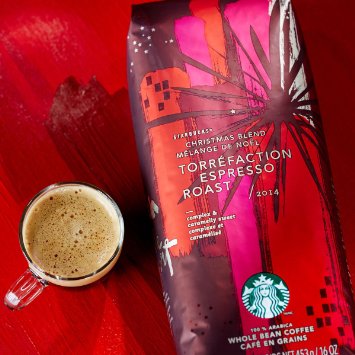 STARBUCKS
CHRISTMAS BLEND
MÉLANGE DE NOËL
TORRÉFACTION
ESPRESSO
ROAST / 2014
complex &
caramelly sweet
complexe et
caramélisé
100% ARABICA
WHOLE BEAN COFFEE
CAFÉ EN GRAINS
NET 453 g / 16 OZ